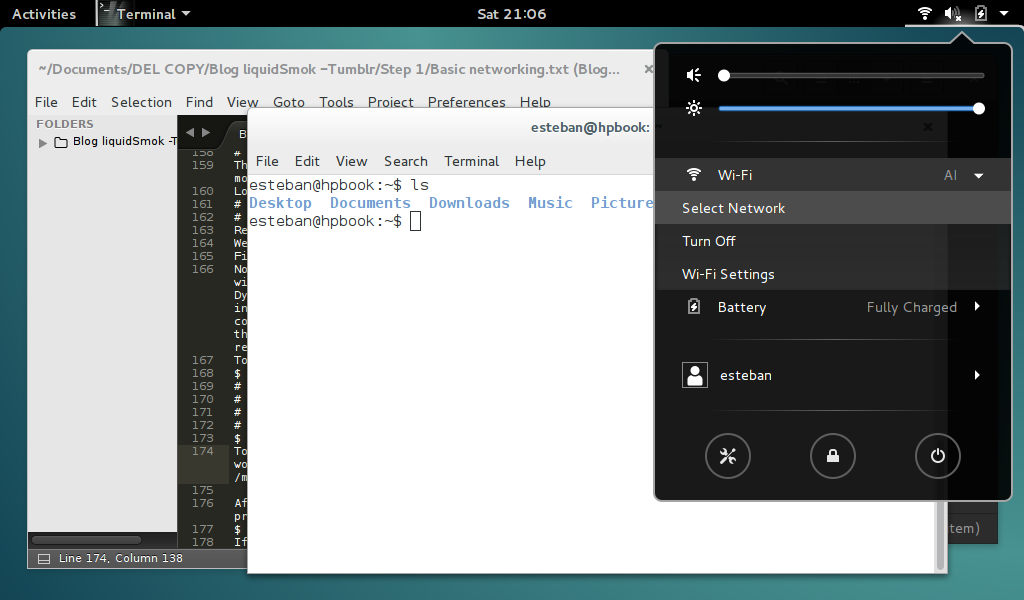 Activities
Terminal
Sat 21:06
~/Documents/DEL COPY/Blog liquidSmok –Tumblr/Step 1/Basic networking.txt (Blog...
File Edit Selection Find View Goto Tools Project Preferences Help
FOLDERS
Blog liquidSmok -T
B
158 #
159 Th
mo
160 Lo
161 #
162 #
163 Re
164 We
165 Fi
166 No
wi
Dy
in
co
th
re
167 To
168 $
169 #
170 #
171 #
172 #
173 $
174 To
wo
/m
175
176 Af
pr
177 $
178 If
Line 174, Column 138
esteban@hpbook: ~
File Edit View Search Terminal Help
esteban@hpbook:~$ ls
Desktop Documents Downloads Music Picture
esteban@hpbook:~$
Wi-Fi AI
Select Network
Turn Off
Wi-Fi Settings
Battery Fully Charged
esteban
tem)